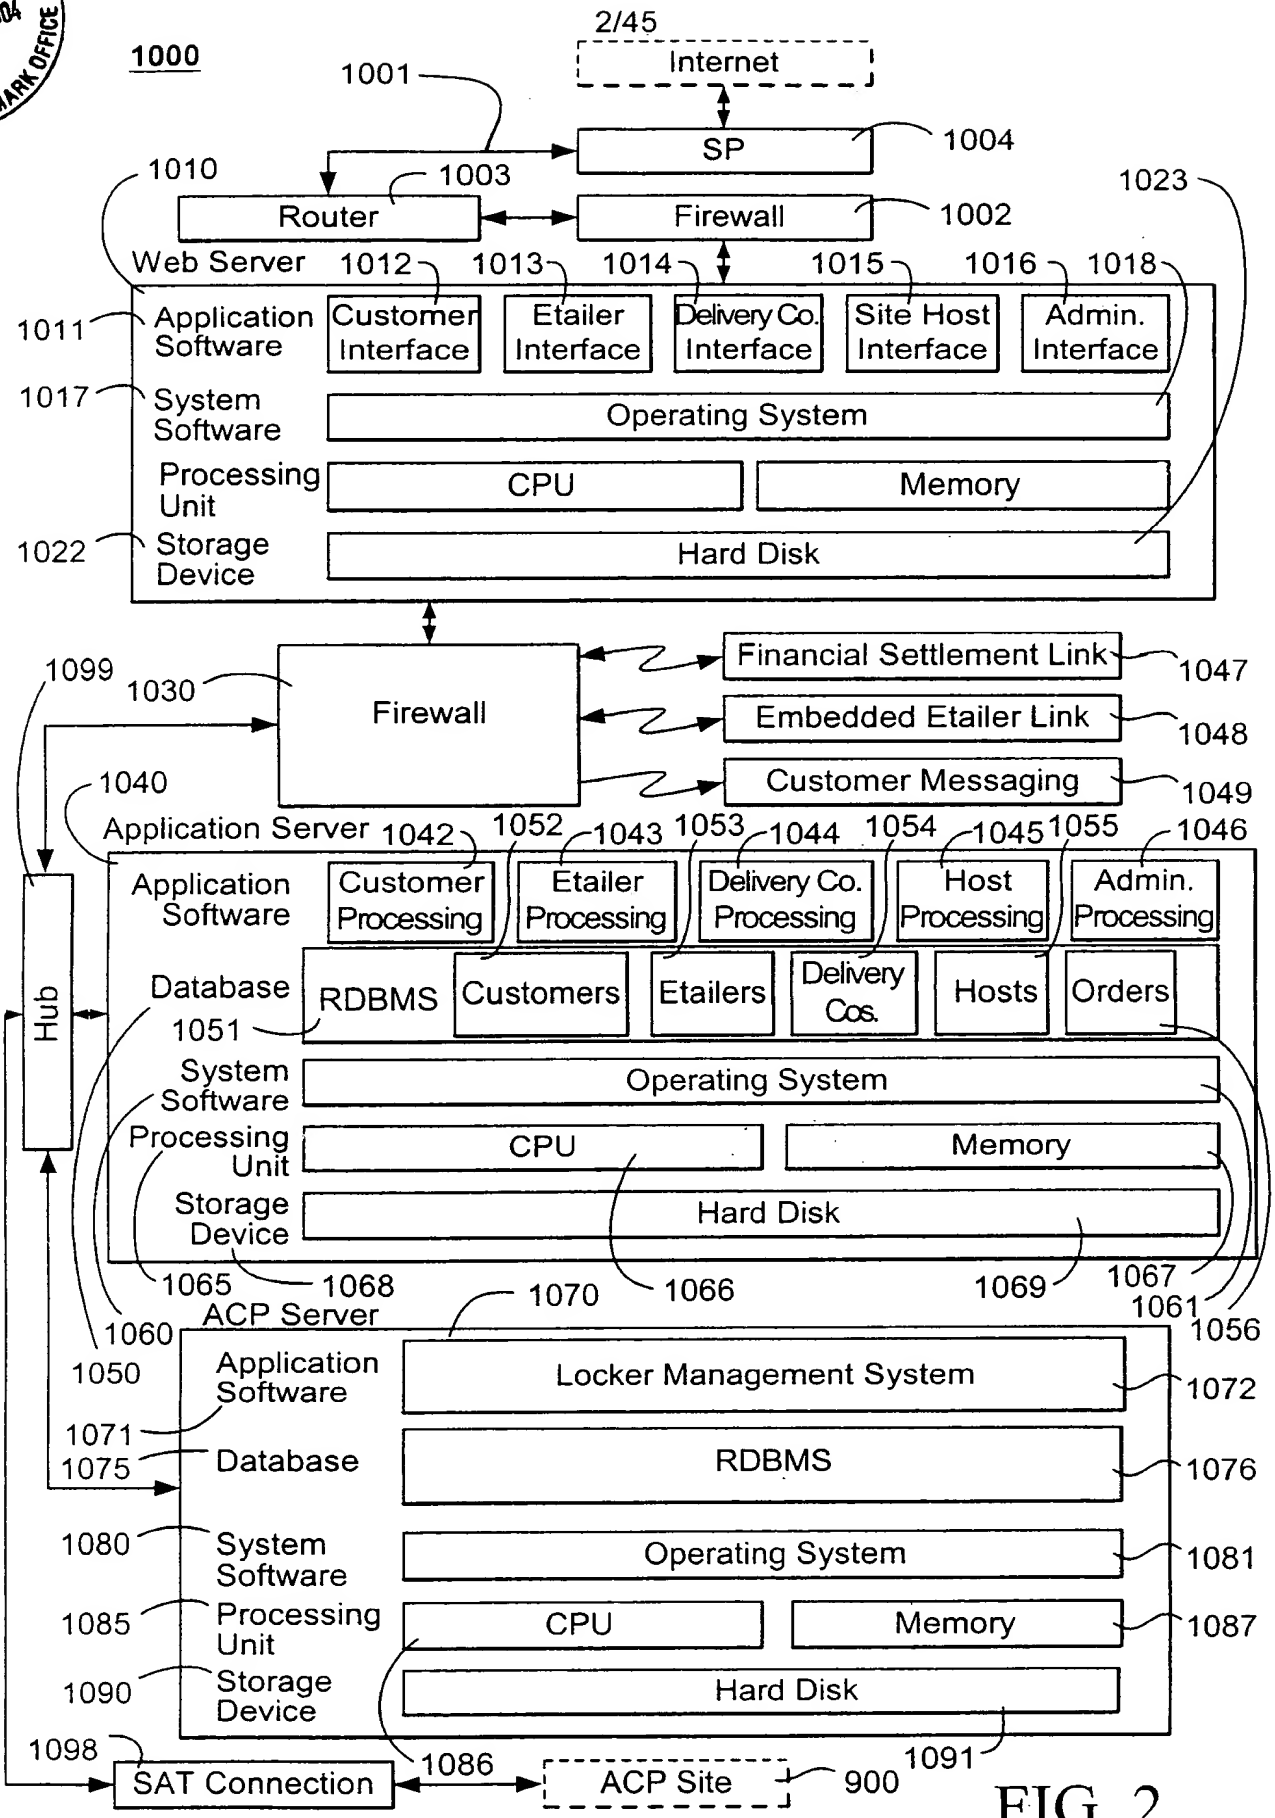 04
MARK OFFICE
2/45
1000
Internet
1001
SP
1004
1010
1003
1023
Router
Firewall
1002
Web Server
1012
1013
1014
1015
1016
1018
1011
Application
Software
Customer
Interface
Etailer
Interface
Delivery Co.
Interface
Site Host
Interface
Admin.
Interface
1017
System
Software
Operating System
Processing
Unit
CPU
Memory
1022
Storage
Device
Hard Disk
1099
1030
Firewall
Financial Settlement Link
1047
Embedded Etailer Link
1048
Customer Messaging
1049
1040
Application Server
1042
1052
1043
1053
1044
1054
1045
1055
1046
Application
Software
Customer
Processing
Etailer
Processing
Delivery Co.
Processing
Host
Processing
Admin.
Processing
Hub
Database
1051
RDBMS
Customers
Etailers
Delivery
Cos.
Hosts
Orders
System
Software
Operating System
Processing
Unit
CPU
Memory
Storage
Device
Hard Disk
1065
1068
1066
1069
1067
1061
1056
1060
1050
ACP Server
1070
Application
Software
1071
Locker Management System
1072
1075
Database
RDBMS
1076
1080
System
Software
Operating System
1081
1085
Processing
Unit
CPU
Memory
1087
1090
Storage
Device
Hard Disk
1098
1086
1091
SAT Connection
ACP Site
900
FIG. 2